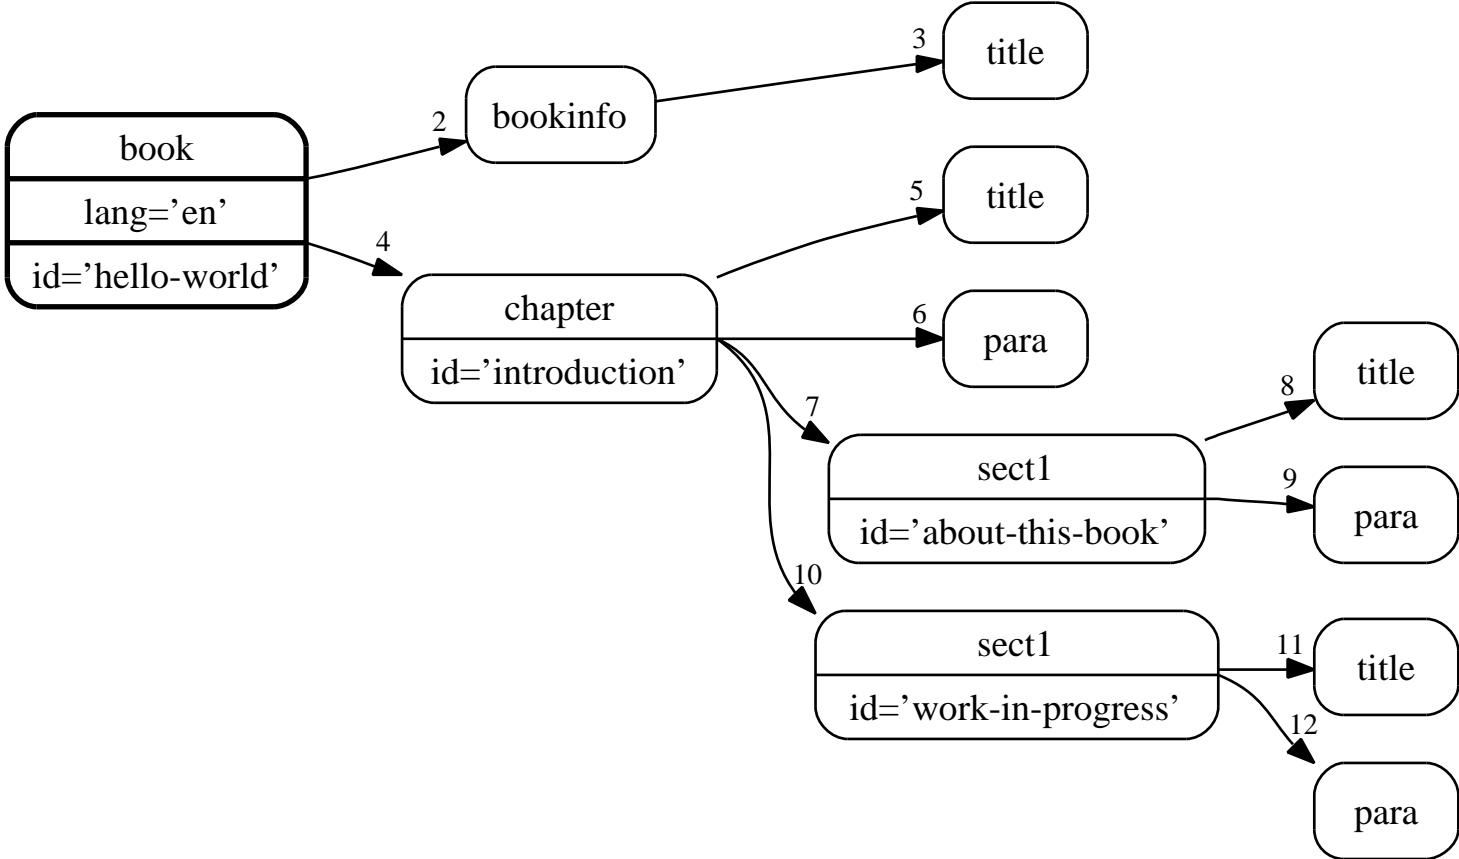 book
lang=’en’
id=’hello-world’
2
bookinfo
3
title
4
chapter
id=’introduction’
5
title
6
para
7
sect1
id=’about-this-book’
8
title
9
para
10
sect1
id=’work-in-progress’
11
title
12
para